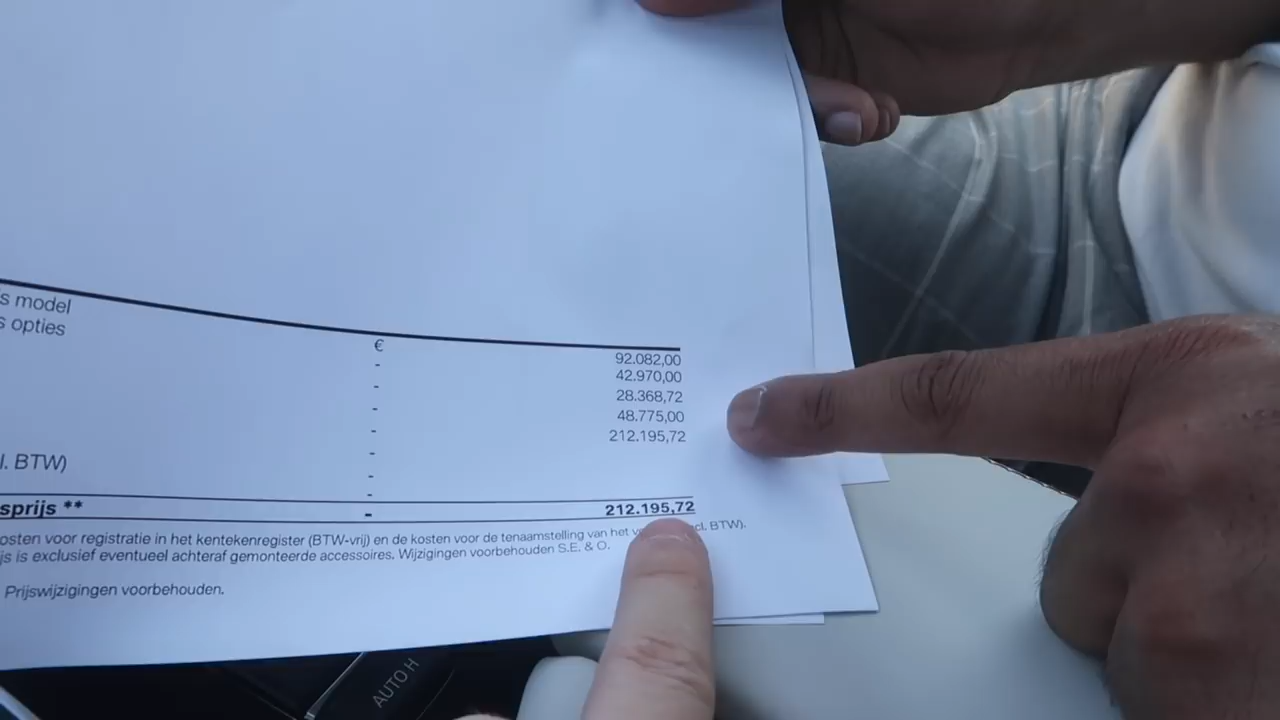 s model
s opties
€
- 92.082,00
- 42.970,00
- 28.368,72
- 48.775,00
- 212.195,72
l. BTW) -
-
sprijs ** - 212.195,72
osten voor registratie in het kentekenregister (BTW-vrij) en de kosten voor de tenaamstelling van het cl. BTW).
js is exclusief eventueel achteraf gemonteerde accessoires. Wijzigingen voorbehouden S.E. & O.
Prijswijzigingen voorbehouden.
AUTO H